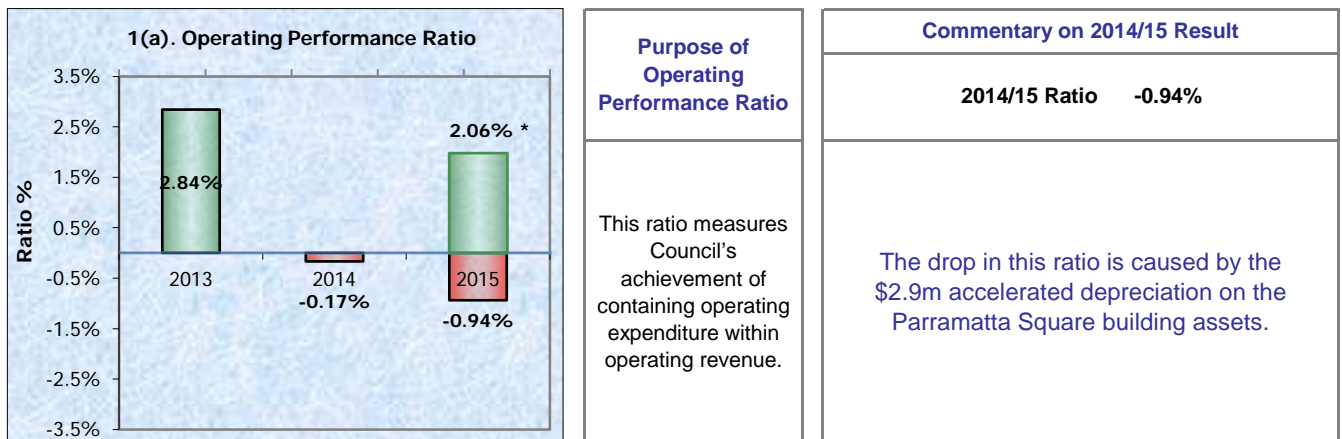 1(a). Operating Performance Ratio
Ratio %
3.5%
2.5%
1.5%
0.5%
-0.5%
-1.5%
-2.5%
-3.5%
2.84%
2.06% *
2013
2014
2015
-0.17%
-0.94%
Purpose of
Operating
Performance Ratio
This ratio measures
Council's
achievement of
containing operating
expenditure within
operating revenue.
Commentary on 2014/15 Result
2014/15 Ratio -0.94%
The drop in this ratio is caused by the
$2.9m accelerated depreciation on the
Parramatta Square building assets.